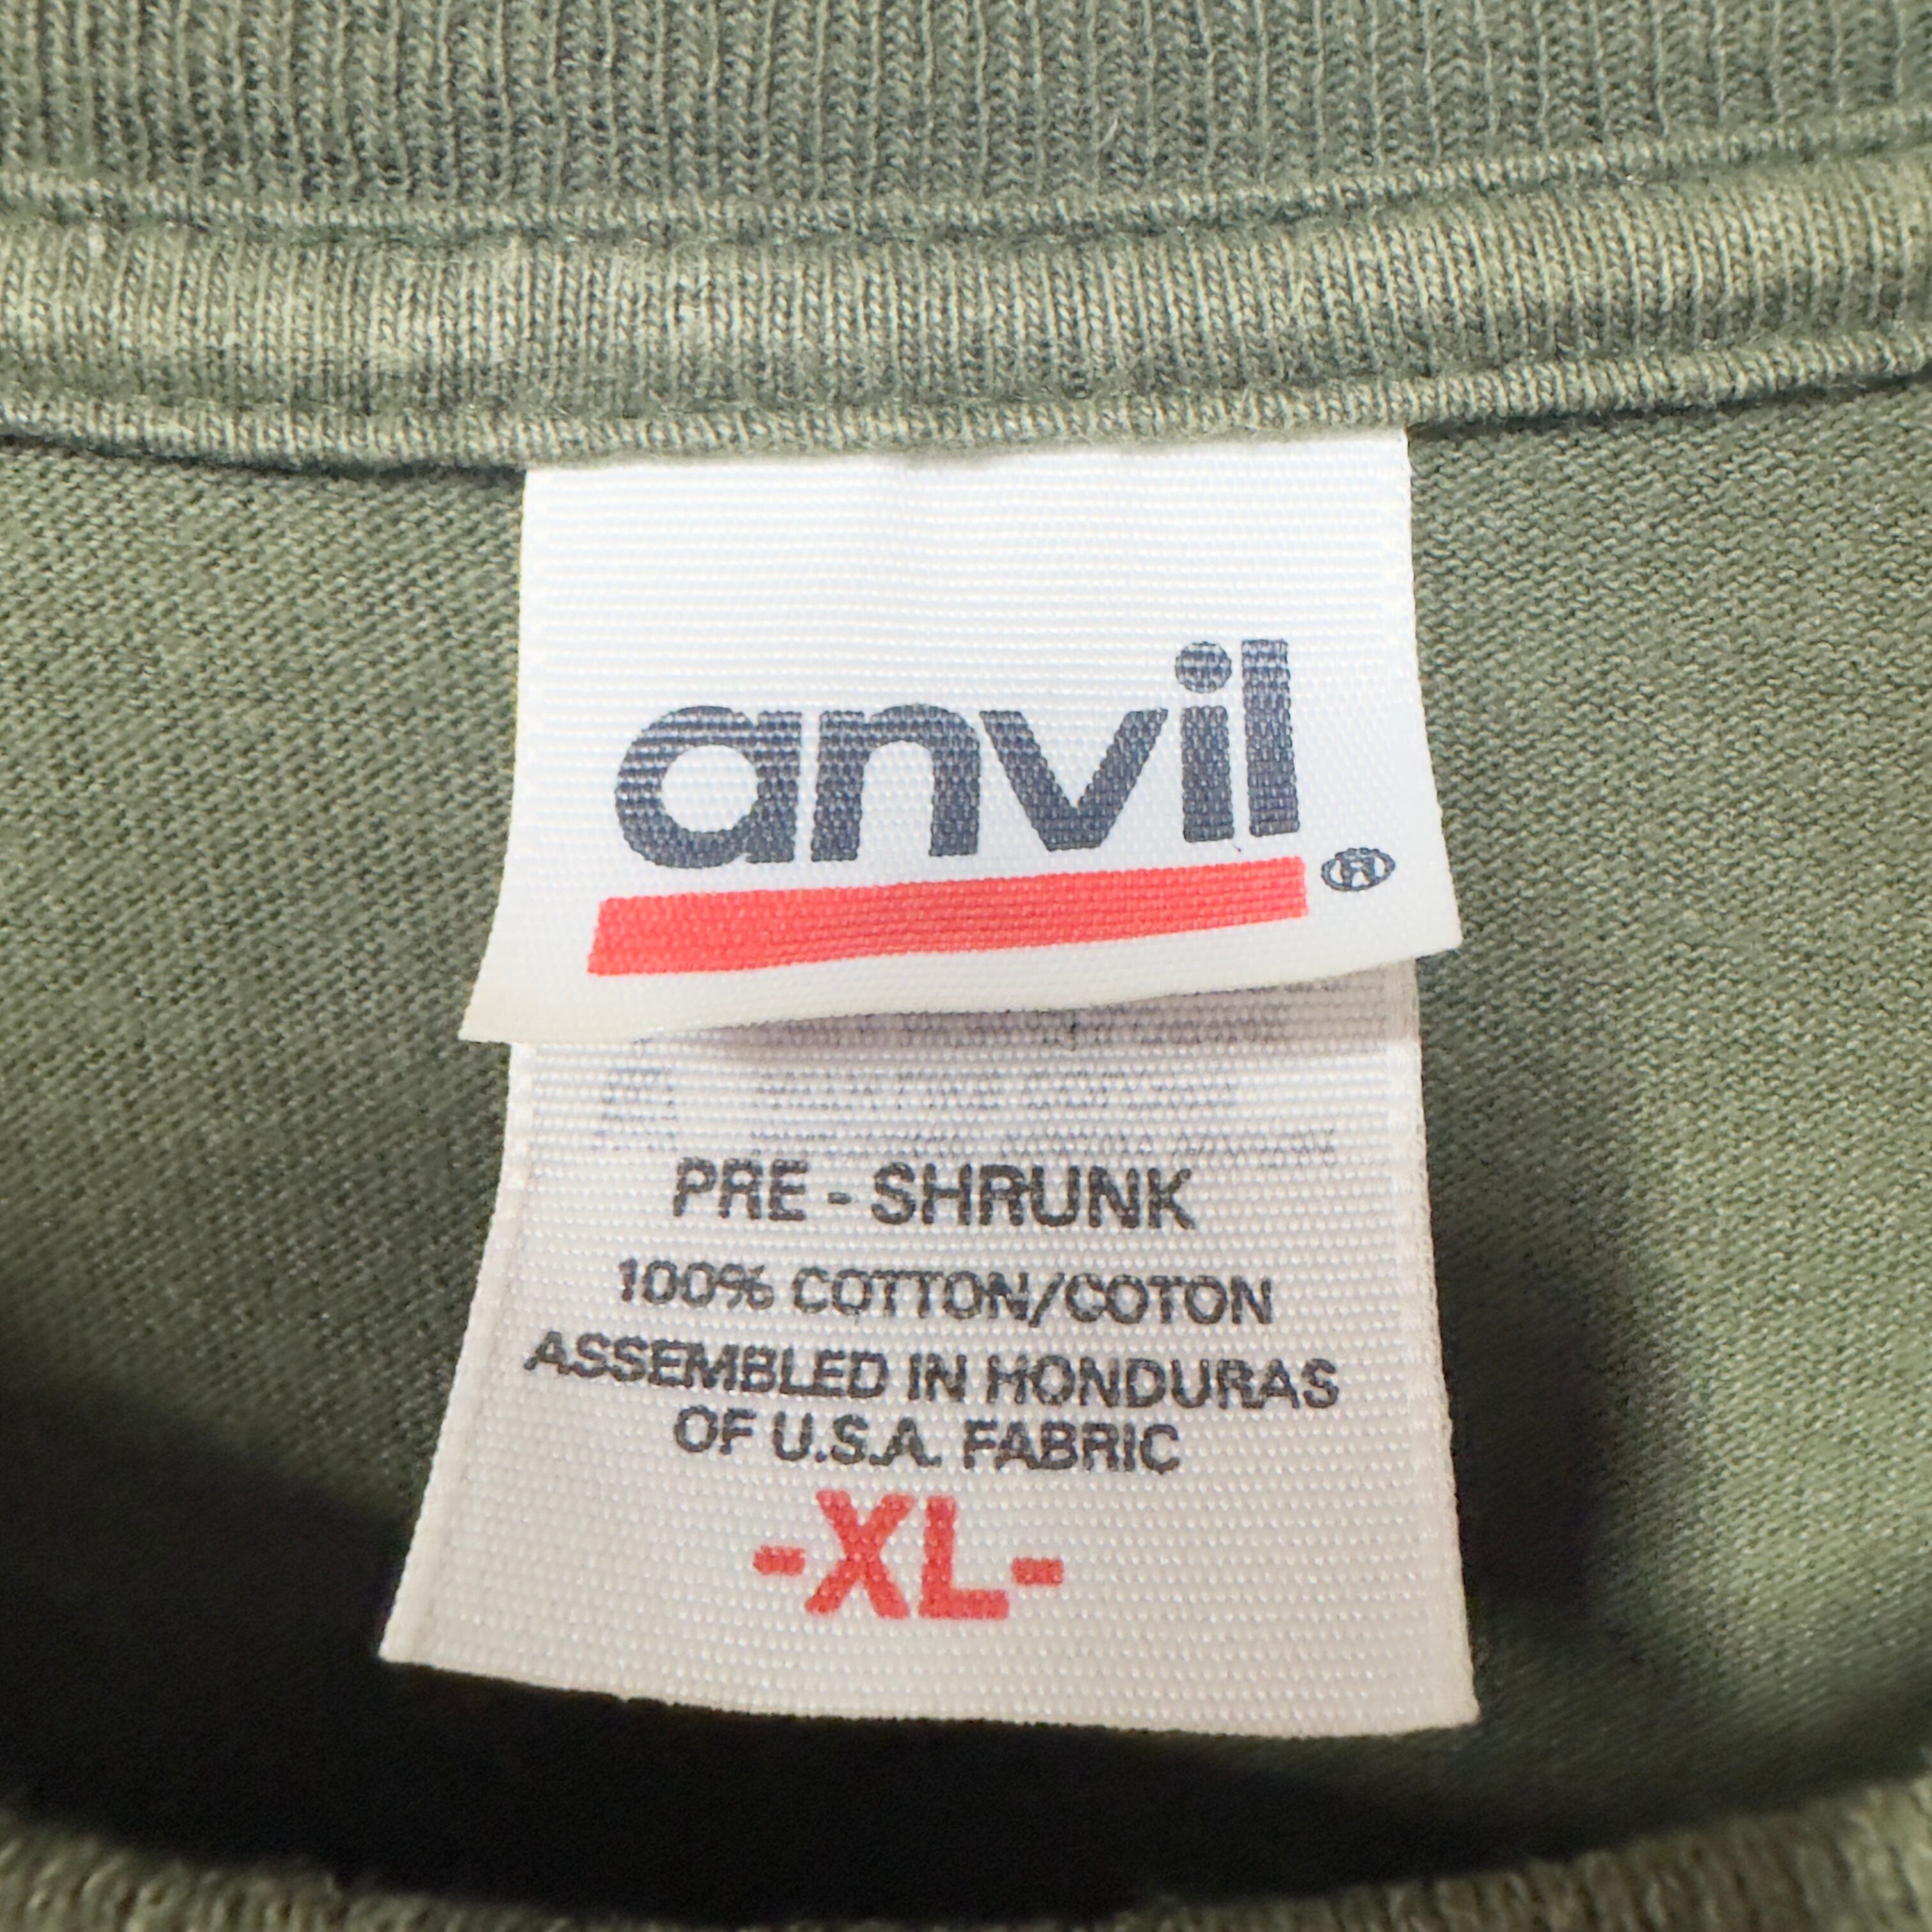 anvil
®
PRE - SHRUNK
100% COTTON/COTON
ASSEMBLED IN HONDURAS
OF U.S.A. FABRIC
-XL-